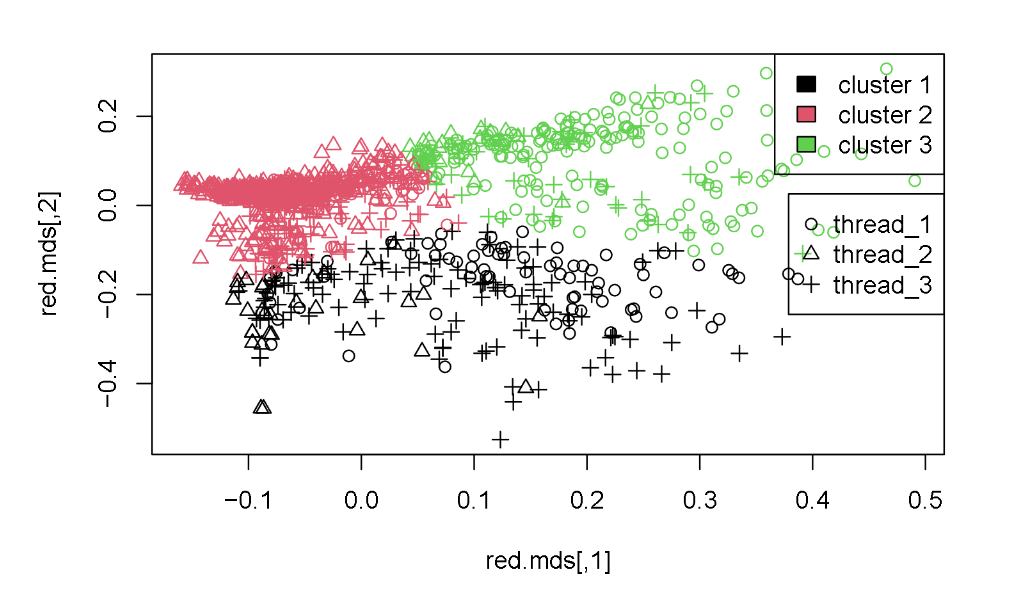 cluster 1
cluster 2
cluster 3
thread_1
thread_2
thread_3
red.mds[,2]
0.2
0.0
−0.2
−0.4
−0.1
0.0
0.1
0.2
0.3
0.4
0.5
red.mds[,1]